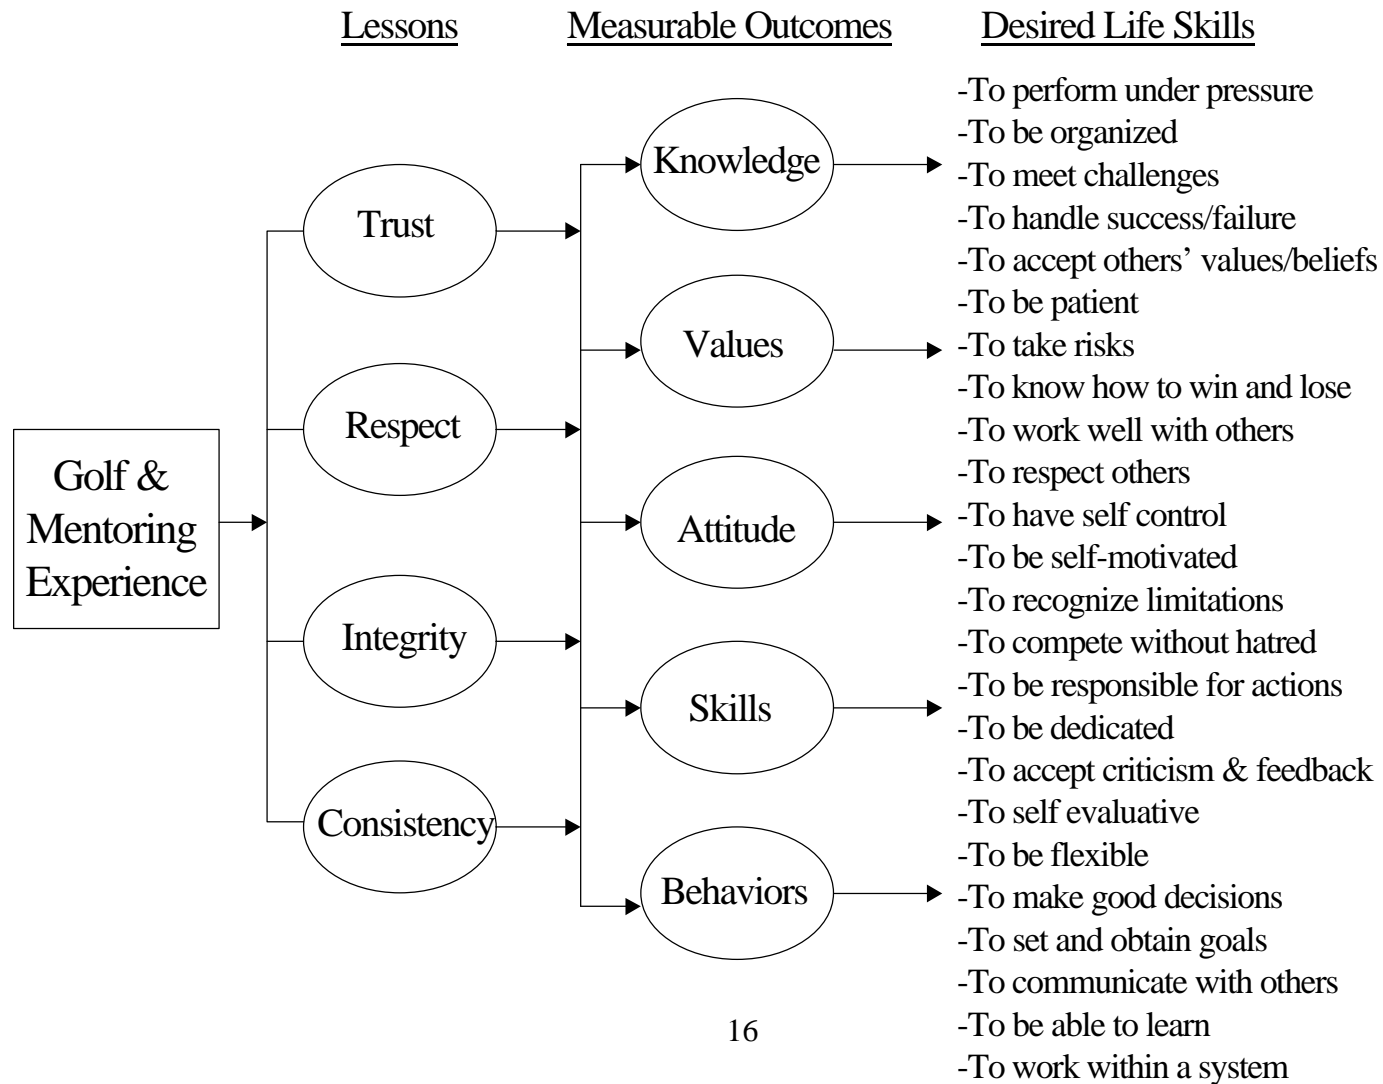 Lessons
Measurable Outcomes
Desired Life Skills
Golf &
Mentoring
Experience
Trust
Respect
Integrity
Consistency
Knowledge
Values
Attitude
Skills
Behaviors
-To perform under pressure
-To be organized
-To meet challenges
-To handle success/failure
-To accept others’ values/beliefs
-To be patient
-To take risks
-To know how to win and lose
-To work well with others
-To respect others
-To have self control
-To be self-motivated
-To recognize limitations
-To compete without hatred
-To be responsible for actions
-To be dedicated
-To accept criticism & feedback
-To self evaluative
-To be flexible
-To make good decisions
-To set and obtain goals
-To communicate with others
-To be able to learn
-To work within a system
16